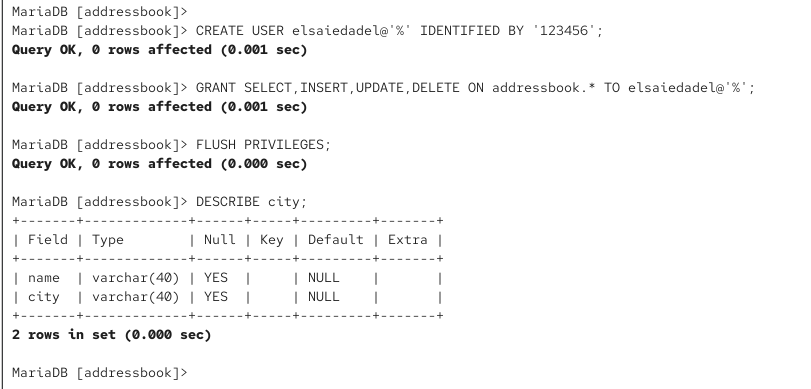 MariaDB [addressbook]>
MariaDB [addressbook]> CREATE USER elsaiedadel@'%' IDENTIFIED BY '123456';
Query OK, 0 rows affected (0.001 sec)
MariaDB [addressbook]> GRANT SELECT,INSERT,UPDATE,DELETE ON addressbook.* TO elsaiedadel@'%';
Query OK, 0 rows affected (0.001 sec)
MariaDB [addressbook]> FLUSH PRIVILEGES;
Query OK, 0 rows affected (0.000 sec)
MariaDB [addressbook]> DESCRIBE city;
+-------+-------------+------+-----+---------+-------+
| Field | Type        | Null | Key | Default | Extra |
+-------+-------------+------+-----+---------+-------+
| name  | varchar(40) | YES  |     | NULL    |       |
| city  | varchar(40) | YES  |     | NULL    |       |
+-------+-------------+------+-----+---------+-------+
2 rows in set (0.000 sec)
MariaDB [addressbook]>